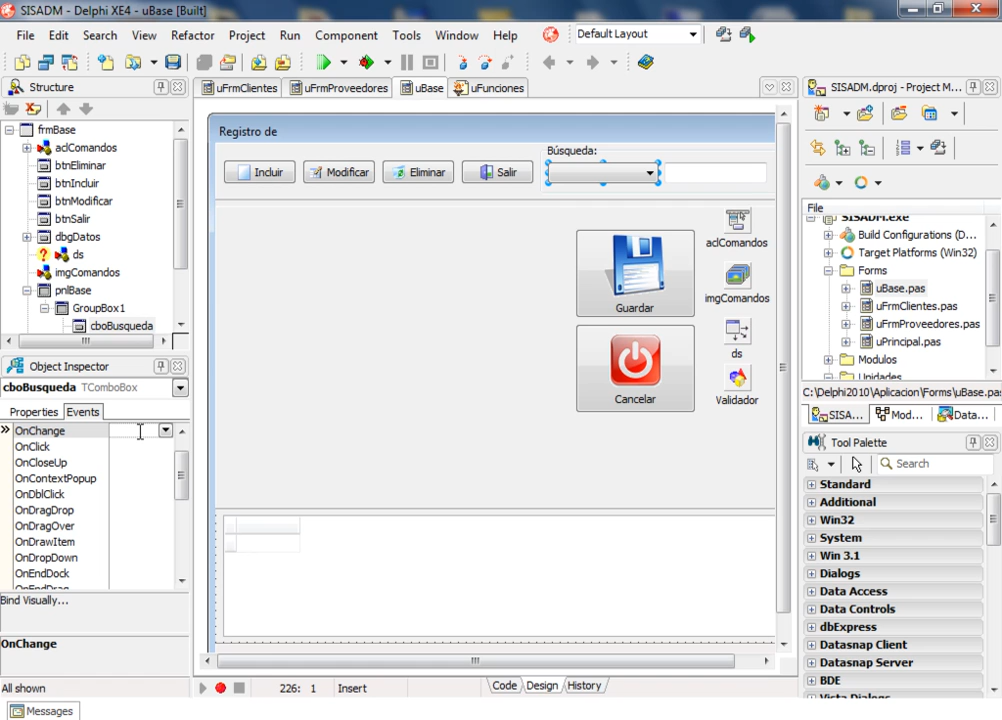 SISADM - Delphi XE4 - uBase [Built]
File Edit Search View Refactor Project Run Component Tools Window Help
Default Layout
Structure
frmBase
aclComandos
btnEliminar
btnIncluir
btnModificar
btnSalir
dbgDatos
ds
imgComandos
pnlBase
GroupBox1
cboBusqueda
Object Inspector
cboBusqueda TComboBox
Properties Events
OnChange
OnClick
OnCloseUp
OnContextPopup
OnDblClick
OnDragDrop
OnDragOver
OnDrawItem
OnDropDown
OnEndDock
OnEndDrag
Bind Visually...
OnChange
All shown
Messages
uFrmClientes uFrmProveedores uBase uFunciones
Registro de
Incluir Modificar Eliminar Salir
Búsqueda:
Guardar
Cancelar
aclComandos
imgComandos
ds
Validador
226: 1 Insert
Code Design History
SISADM.dproj - Project M...
File
SISADM.exe
Build Configurations (D...
Target Platforms (Win32)
Forms
uBase.pas
uFrmClientes.pas
uFrmProveedores.pas
uPrincipal.pas
Modulos
Unidades
C:\Delphi2010\Aplicacion\Forms\uBase.pas
SISA... Mod... Data...
Tool Palette
Search
Standard
Additional
Win32
System
Win 3.1
Dialogs
Data Access
Data Controls
dbExpress
Datasnap Client
Datasnap Server
BDE
Vista Dialogs